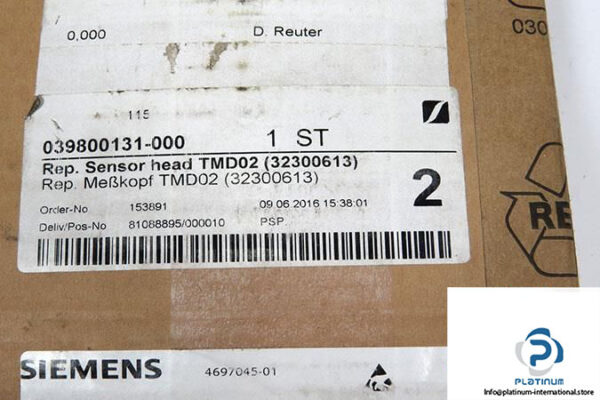 0,000 D. Reuter
030
115
039800131-000 1 ST
Rep. Sensor head TMD02 (32300613)
Rep. Meßkopf TMD02 (32300613)
2
Order-No 153891 09 06 2016 15:38:01
Deliv/Pos-No 81088895/000010 PSP
RE
SIEMENS 4697045-01
PLATINUM
info@platinum-international.store